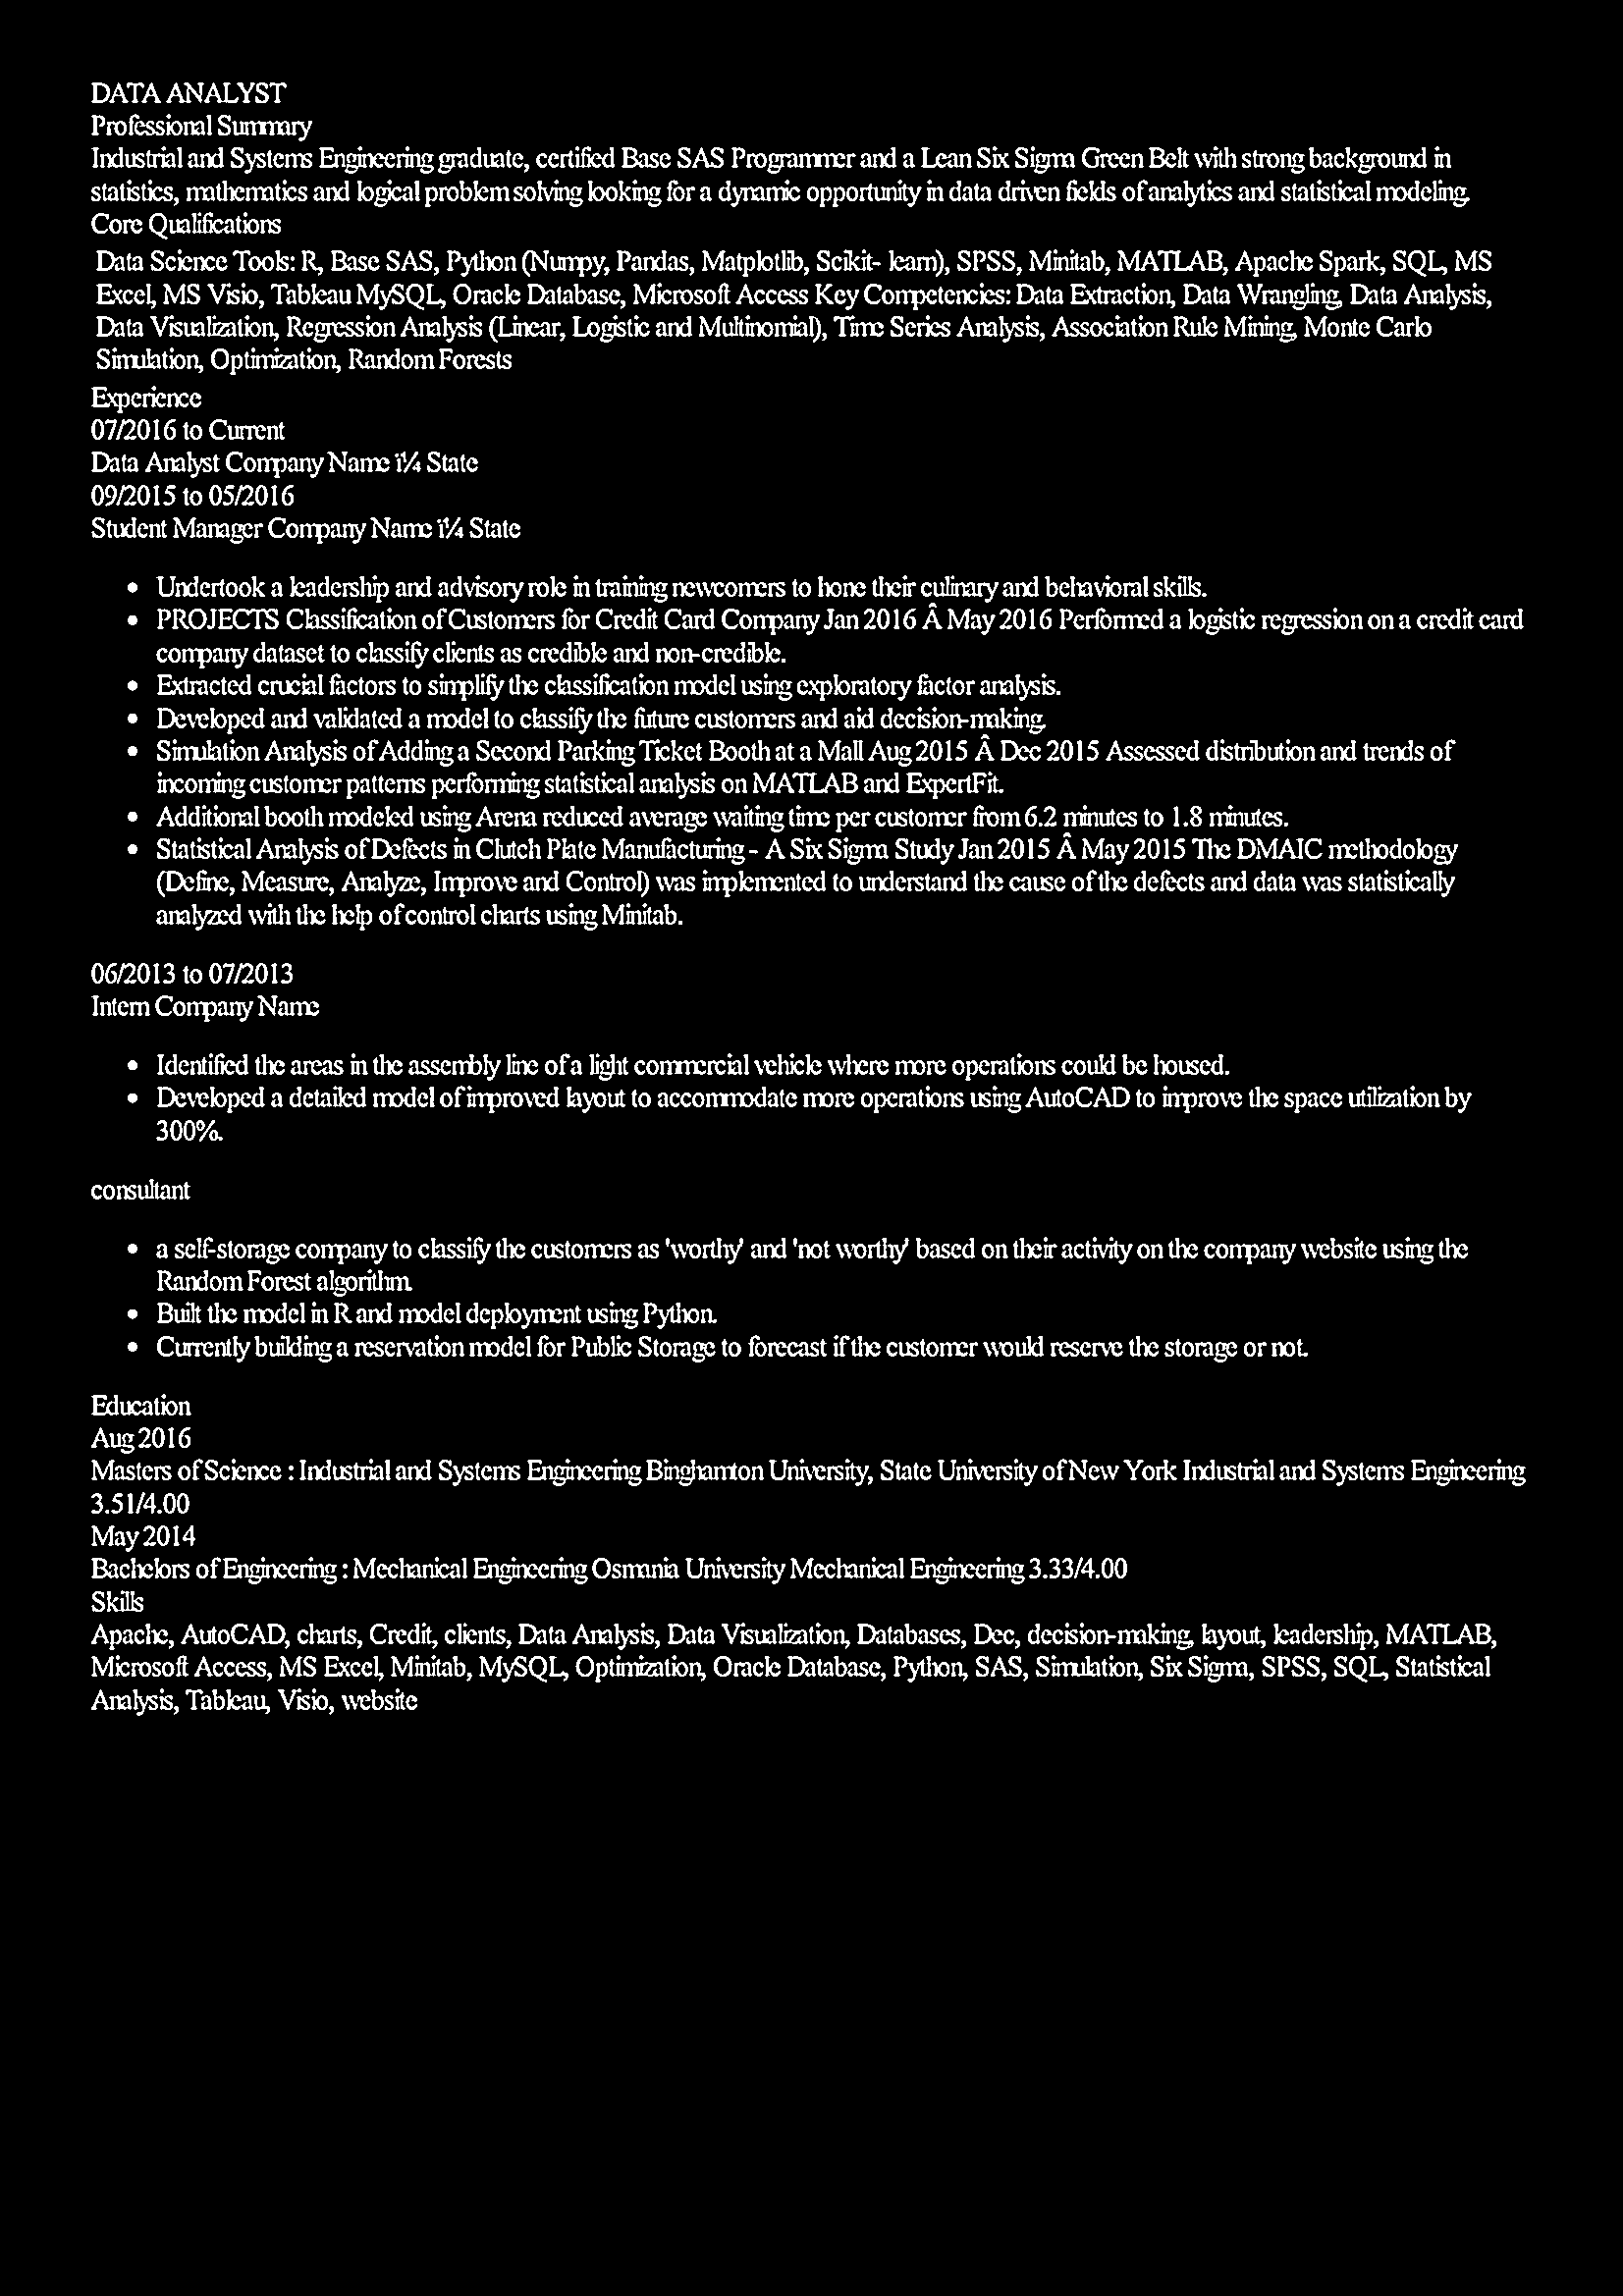 DATA ANALYST
Professional Summary
Industrial and Systems Engineering graduate, certified Base SAS Programmer and a Lean Six Sigma Green Belt with strong background in
statistics, mathematics and logical problem solving looking for a dynamic opportunity in data driven fields of analytics and statistical modeling.
Core Qualifications
Data Science Tools: R, Base SAS, Python (Numpy, Pandas, Matplotlib, Scikit- learn), SPSS, Minitab, MATLAB, Apache Spark, SQL, MS
Excel, MS Visio, Tableau MySQL, Oracle Database, Microsoft Access Key Competencies: Data Extraction, Data Wrangling, Data Analysis,
Data Visualization, Regression Analysis (Linear, Logistic and Multinomial), Time Series Analysis, Association Rule Mining, Monte Carlo
Simulation, Optimization, Random Forests
Experience
07/2016 to Current
Data Analyst Company Name ï¼ State
09/2015 to 05/2016
Student Manager Company Name ï¼ State
• Undertook a leadership and advisory role in training newcomers to hone their culinary and behavioral skills.
• PROJECTS Classification of Customers for Credit Card Company Jan 2016 Â May 2016 Performed a logistic regression on a credit card
company dataset to classify clients as credible and non-credible.
• Extracted crucial factors to simplify the classification model using exploratory factor analysis.
• Developed and validated a model to classify the future customers and aid decision-making.
• Simulation Analysis of Adding a Second Parking Ticket Booth at a Mall Aug 2015 Â Dec 2015 Assessed distribution and trends of
incoming customer patterns performing statistical analysis on MATLAB and ExpertFit.
• Additional booth modeled using Arena reduced average waiting time per customer from 6.2 minutes to 1.8 minutes.
• Statistical Analysis of Defects in Clutch Plate Manufacturing - A Six Sigma Study Jan 2015 Â May 2015 The DMAIC methodology
(Define, Measure, Analyze, Improve and Control) was implemented to understand the cause of the defects and data was statistically
analyzed with the help of control charts using Minitab.
06/2013 to 07/2013
Intern Company Name
• Identified the areas in the assembly line of a light commercial vehicle where more operations could be housed.
• Developed a detailed model of improved layout to accommodate more operations using AutoCAD to improve the space utilization by
300%.
consultant
• a self-storage company to classify the customers as 'worthy' and 'not worthy' based on their activity on the company website using the
Random Forest algorithm.
• Built the model in R and model deployment using Python.
• Currently building a reservation model for Public Storage to forecast if the customer would reserve the storage or not.
Education
Aug 2016
Masters of Science : Industrial and Systems Engineering Binghamton University, State University of New York Industrial and Systems Engineering
3.51/4.00
May 2014
Bachelors of Engineering : Mechanical Engineering Osmania University Mechanical Engineering 3.33/4.00
Skills
Apache, AutoCAD, charts, Credit, clients, Data Analysis, Data Visualization, Databases, Dec, decision-making, layout, leadership, MATLAB,
Microsoft Access, MS Excel, Minitab, MySQL, Optimization, Oracle Database, Python, SAS, Simulation, Six Sigma, SPSS, SQL, Statistical
Analysis, Tableau, Visio, website